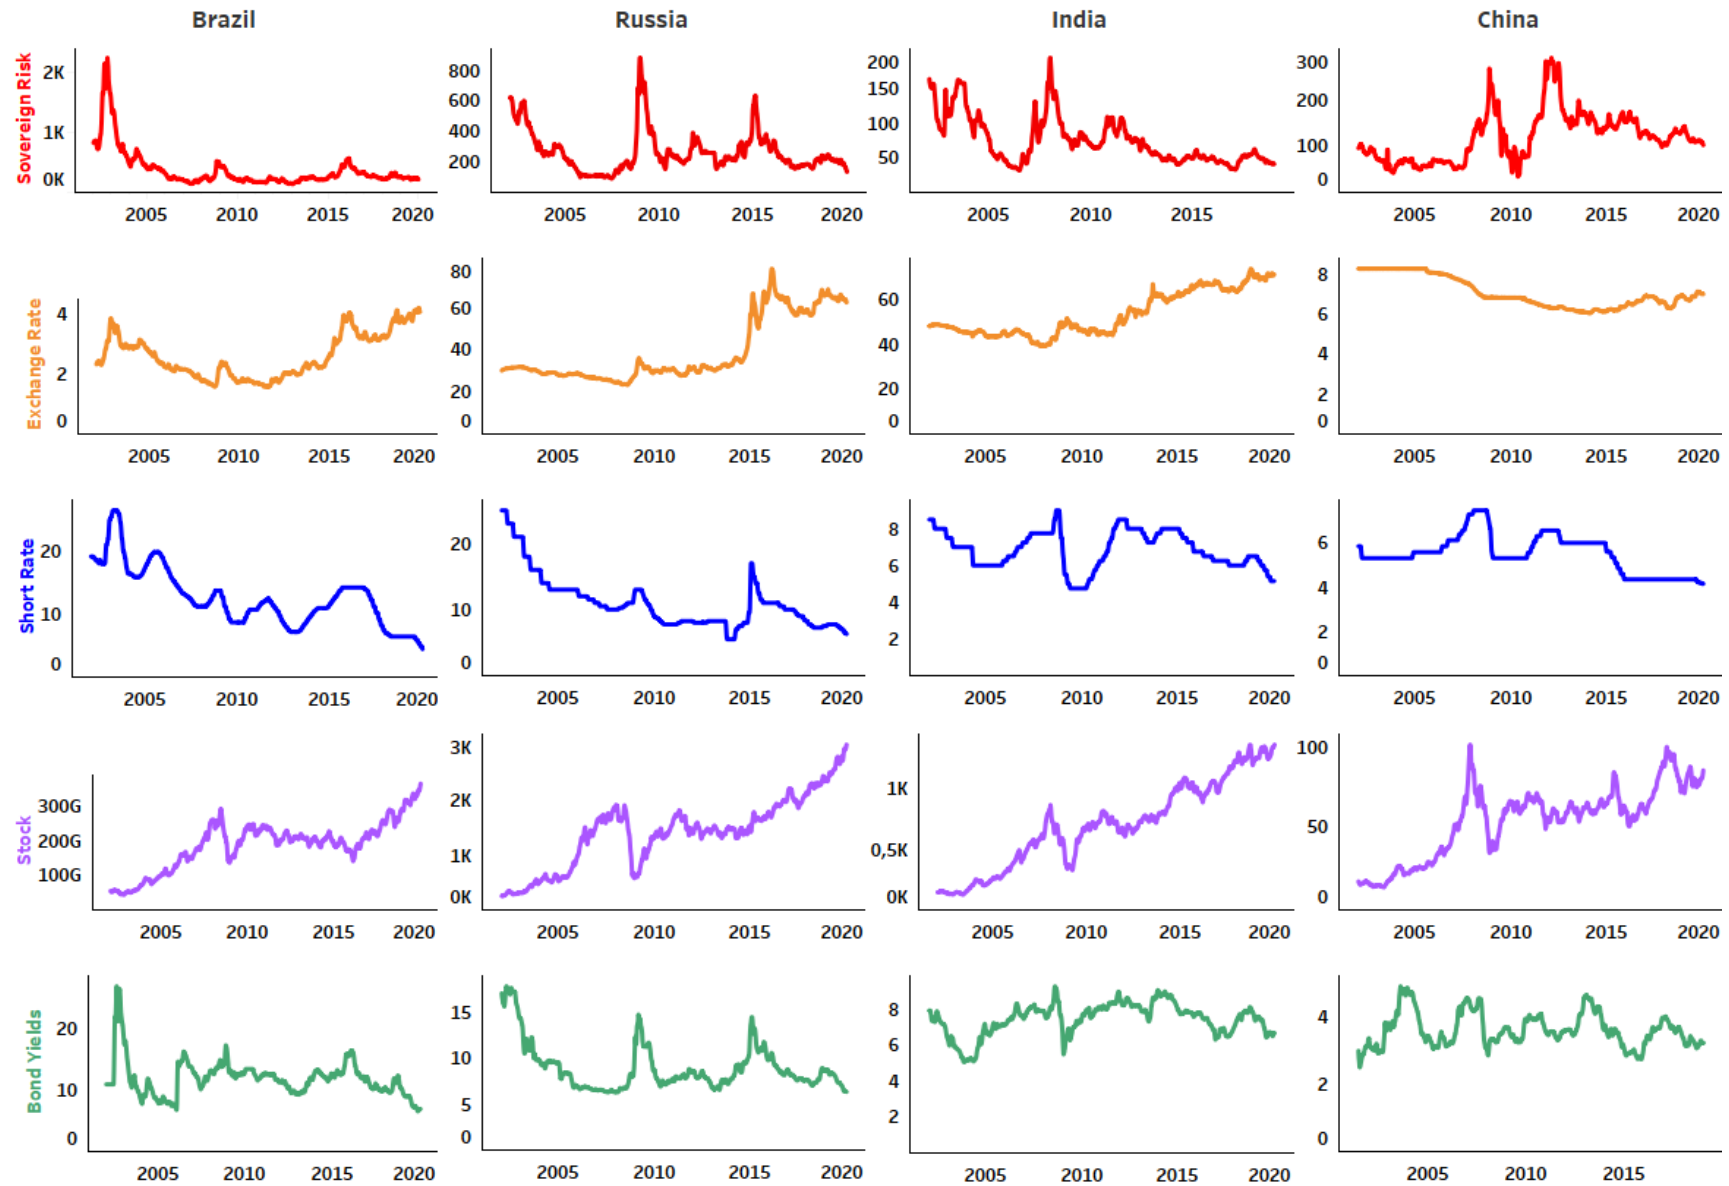 Brazil Russia India China
Sovereign Risk
2K
1K
0K
2005 2010 2015 2020
800
600
400
200
2005 2010 2015 2020
200
150
100
50
2005 2010 2015
300
200
100
0
2005 2010 2015 2020
Exchange Rate
4
2
0
2005 2010 2015 2020
80
60
40
20
0
2005 2010 2015 2020
60
40
20
0
2005 2010 2015 2020
8
6
4
2
0
2005 2010 2015 2020
Short Rate
20
10
0
2005 2010 2015 2020
20
10
0
2005 2010 2015 2020
8
6
4
2
2005 2010 2015 2020
6
4
2
0
2005 2010 2015 2020
Stock
300G
200G
100G
2005 2010 2015 2020
3K
2K
1K
0K
2005 2010 2015 2020
1K
0,5K
0K
2005 2010 2015 2020
100
50
0
2005 2010 2015 2020
Bond Yields
20
10
0
2005 2010 2015 2020
15
10
5
0
2005 2010 2015 2020
8
6
4
2
2005 2010 2015 2020
4
2
0
2005 2010 2015